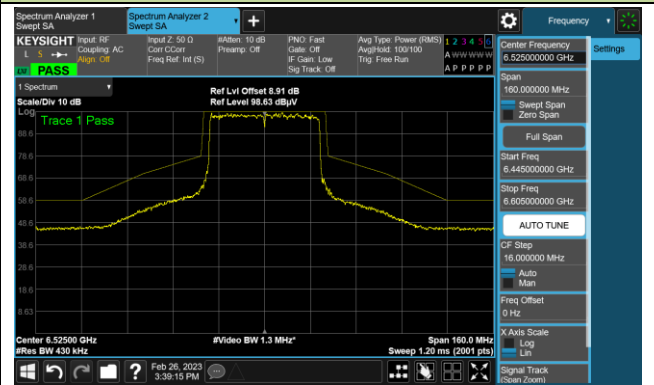 Spectrum Analyzer 1
Swept SA
Spectrum Analyzer 2
Swept SA
Frequency
KEYSIGHT
L S
LXI PASS
Input: RF
Coupling: AC
Align: Off
Input Z: 50 Ω
Corr CCorr
Freq Ref: Int (S)
#Atten: 10 dB
Preamp: Off
PNO: Fast
Gate: Off
IF Gain: Low
Sig Track: Off
Avg Type: Power (RMS)
Avg|Hold: 100/100
Trig: Free Run
1 2 3 4 5 6
A W W W W W
A P P P P P
1 Spectrum
Scale/Div 10 dB
Ref Lvl Offset 8.91 dB
Ref Level 98.63 dBµV
Log
Trace 1 Pass
88.6
78.6
68.6
58.6
48.6
38.6
28.6
18.6
8.63
Center 6.52500 GHz
#Res BW 430 kHz
#Video BW 1.3 MHz*
Span 160.0 MHz
Sweep 1.20 ms (2001 pts)
Center Frequency
6.525000000 GHz
Settings
Span
160.000000 MHz
Swept Span
Zero Span
Full Span
Start Freq
6.445000000 GHz
Stop Freq
6.605000000 GHz
AUTO TUNE
CF Step
16.000000 MHz
Auto
Man
Freq Offset
0 Hz
X Axis Scale
Log
Lin
Signal Track
(Span Zoom)
Feb 26, 2023
3:39:15 PM